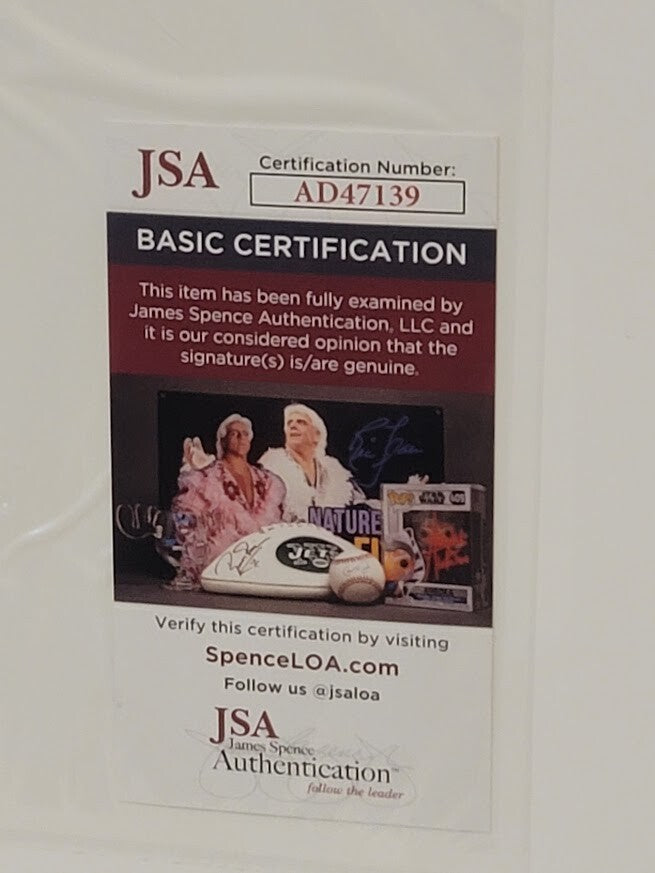 JSA
Certification Number:
AD47139
BASIC CERTIFICATION
This item has been fully examined by
James Spence Authentication, LLC and
it is our considered opinion that the
signature(s) is/are genuine.
NATURE
JETS
Verify this certification by visiting
SpenceLOA.com
Follow us @jsaloa
JSA
James Spence
Authentication™
follow the leader